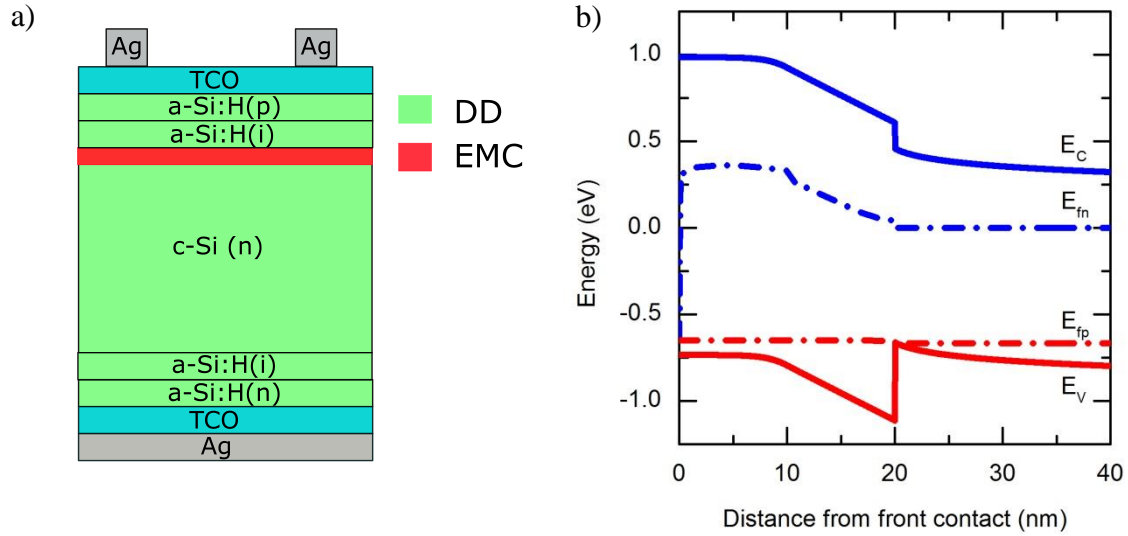 a)
Ag Ag
TCO
a-Si:H(p)
a-Si:H(i)
c-Si (n)
a-Si:H(i)
a-Si:H(n)
TCO
Ag
DD
EMC
b)
Energy (eV)
1.0
0.5
0.0
-0.5
-1.0
E_C
E_fn
E_fp
E_V
0 10 20 30 40
Distance from front contact (nm)